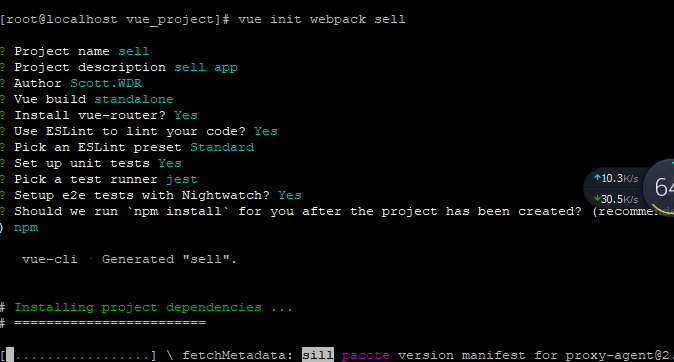 [root@localhost vue_project]# vue init webpack sell
? Project name sell
? Project description sell app
? Author Scott.WDR
? Vue build standalone
? Install vue-router? Yes
? Use ESLint to lint your code? Yes
? Pick an ESLint preset Standard
? Set up unit tests Yes
? Pick a test runner jest
? Setup e2e tests with Nightwatch? Yes
? Should we run `npm install` for you after the project has been created? (recommende
) npm
vue-cli · Generated "sell".
# Installing project dependencies ...
# ========================
[ .................] \ fetchMetadata: sill pacote version manifest for proxy-agent@2.
10.3K/s
30.5K/s
64